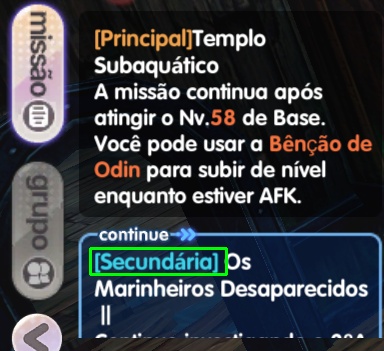 missão
grupo
[Principal]Templo
Subaquático
A missão continua após
atingir o Nv.58 de Base.
Você pode usar a Bênção de
Odin para subir de nível
enquanto estiver AFK.
continue
[Secundária] Os
Marinheiros Desaparecidos
||